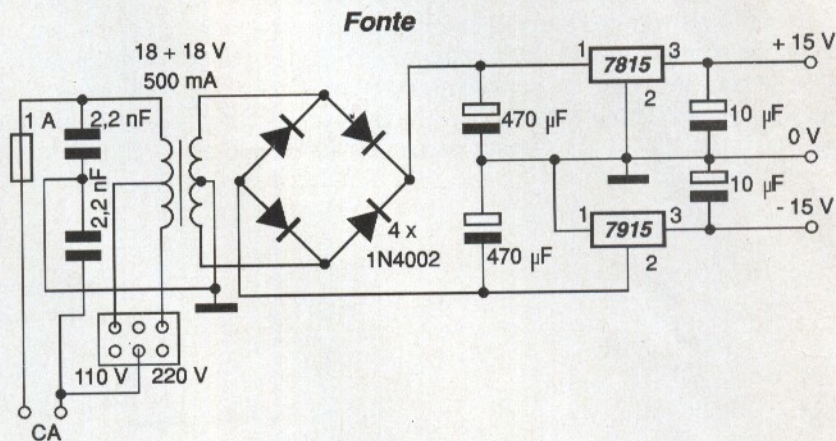 Fonte
18 + 18 V
500 mA
1 A
2,2 nF
2,2 nF
110 V
220 V
CA
4 x
1N4002
470 µF
470 µF
1
7815
3
2
1
7915
3
2
10 µF
10 µF
+ 15 V
0 V
- 15 V